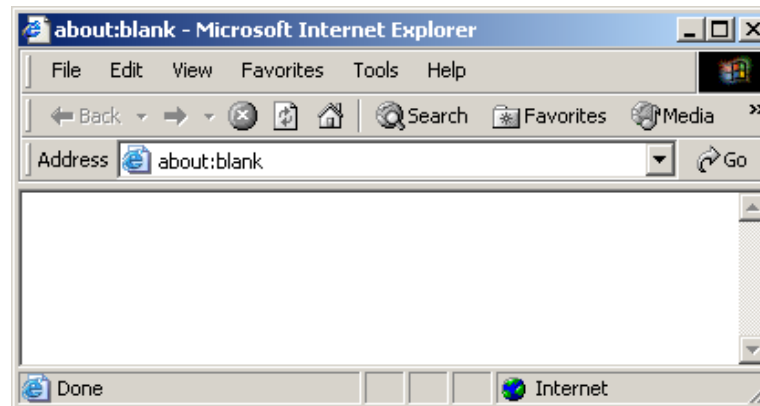 about:blank - Microsoft Internet Explorer
File Edit View Favorites Tools Help
Back Search Favorites Media »
Address about:blank Go
Done Internet